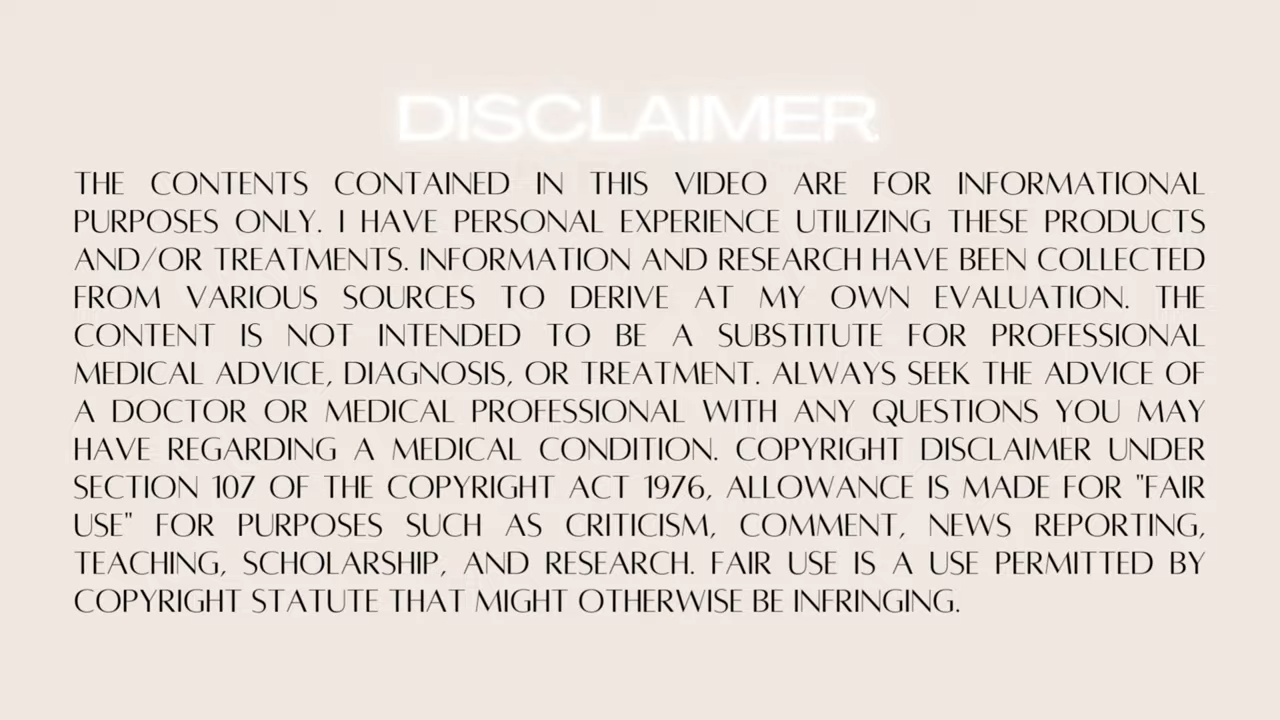 DISCLAIMER
THE CONTENTS CONTAINED IN THIS VIDEO ARE FOR INFORMATIONAL
PURPOSES ONLY. I HAVE PERSONAL EXPERIENCE UTILIZING THESE PRODUCTS
AND/OR TREATMENTS. INFORMATION AND RESEARCH HAVE BEEN COLLECTED
FROM VARIOUS SOURCES TO DERIVE AT MY OWN EVALUATION. THE
CONTENT IS NOT INTENDED TO BE A SUBSTITUTE FOR PROFESSIONAL
MEDICAL ADVICE, DIAGNOSIS, OR TREATMENT. ALWAYS SEEK THE ADVICE OF
A DOCTOR OR MEDICAL PROFESSIONAL WITH ANY QUESTIONS YOU MAY
HAVE REGARDING A MEDICAL CONDITION. COPYRIGHT DISCLAIMER UNDER
SECTION 107 OF THE COPYRIGHT ACT 1976, ALLOWANCE IS MADE FOR "FAIR
USE" FOR PURPOSES SUCH AS CRITICISM, COMMENT, NEWS REPORTING,
TEACHING, SCHOLARSHIP, AND RESEARCH. FAIR USE IS A USE PERMITTED BY
COPYRIGHT STATUTE THAT MIGHT OTHERWISE BE INFRINGING.